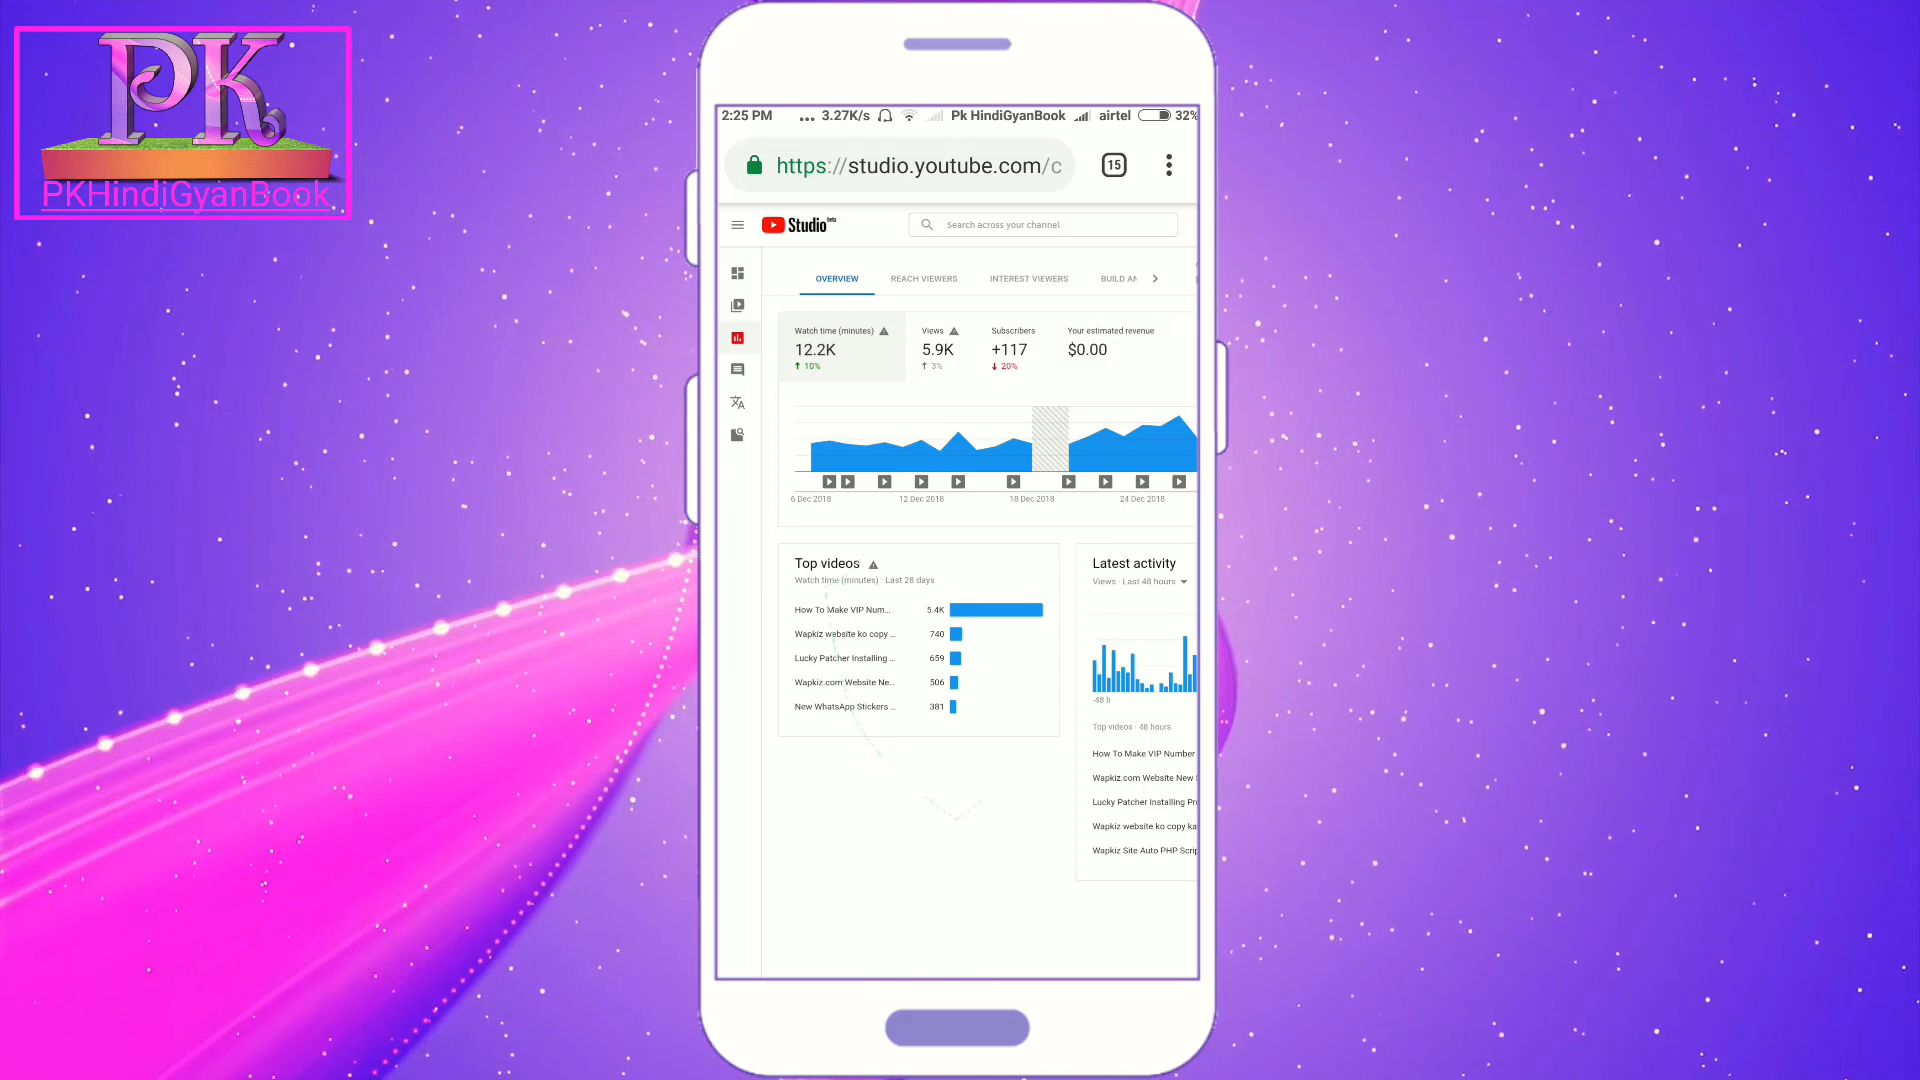 PK
PKHindiGyanBook
2:25 PM ... 3.27K/s Pk HindiGyanBook airtel 32%
https://studio.youtube.com/c 15
Studio beta
Search across your channel
OVERVIEW REACH VIEWERS INTEREST VIEWERS BUILD AN
Watch time (minutes) Views Subscribers Your estimated revenue
12.2K 5.9K +117 $0.00
10% 3% 20%
6 Dec 2018 12 Dec 2018 18 Dec 2018 24 Dec 2018
Top videos
Watch time (minutes) · Last 28 days
How To Make VIP Num... 5.4K
Wapkiz website ko copy ... 740
Lucky Patcher Installing ... 659
Wapkiz.com Website Ne... 506
New WhatsApp Stickers ... 381
Latest activity
Views · Last 48 hours
-48 h
Top videos · 48 hours
How To Make VIP Number
Wapkiz.com Website New
Lucky Patcher Installing Pr
Wapkiz website ko copy ka
Wapkiz Site Auto PHP Scrip